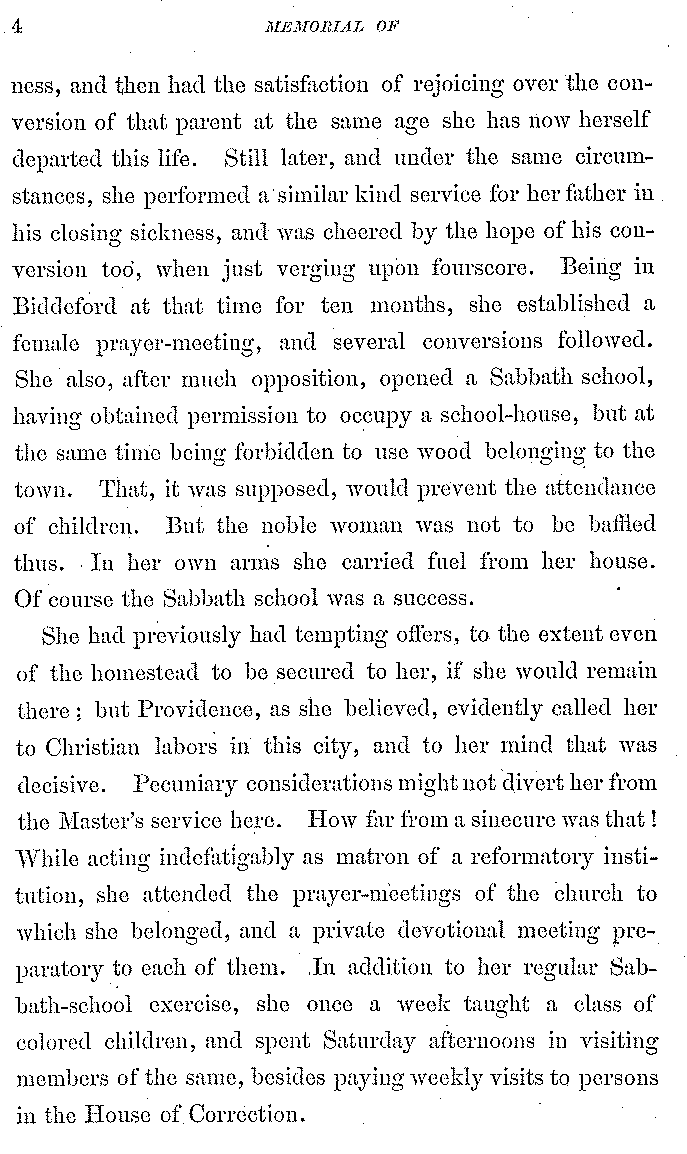 4 MEMORIAL OF
ness, and then had the satisfaction of rejoicing over the con-
version of that parent at the same age she has now herself
departed this life. Still later, and under the same circum-
stances, she performed a similar kind service for her father in
his closing sickness, and was cheered by the hope of his con-
version too, when just verging upon fourscore. Being in
Biddeford at that time for ten months, she established a
female prayer-meeting, and several conversions followed.
She also, after much opposition, opened a Sabbath school,
having obtained permission to occupy a school-house, but at
the same time being forbidden to use wood belonging to the
town. That, it was supposed, would prevent the attendance
of children. But the noble woman was not to be baffled
thus. In her own arms she carried fuel from her house.
Of course the Sabbath school was a success.
She had previously had tempting offers, to the extent even
of the homestead to be secured to her, if she would remain
there; but Providence, as she believed, evidently called her
to Christian labors in this city, and to her mind that was
decisive. Pecuniary considerations might not divert her from
the Master's service here. How far from a sinecure was that!
While acting indefatigably as matron of a reformatory insti-
tution, she attended the prayer-meetings of the church to
which she belonged, and a private devotional meeting pre-
paratory to each of them. In addition to her regular Sab-
bath-school exercise, she once a week taught a class of
colored children, and spent Saturday afternoons in visiting
members of the same, besides paying weekly visits to persons
in the House of Correction.